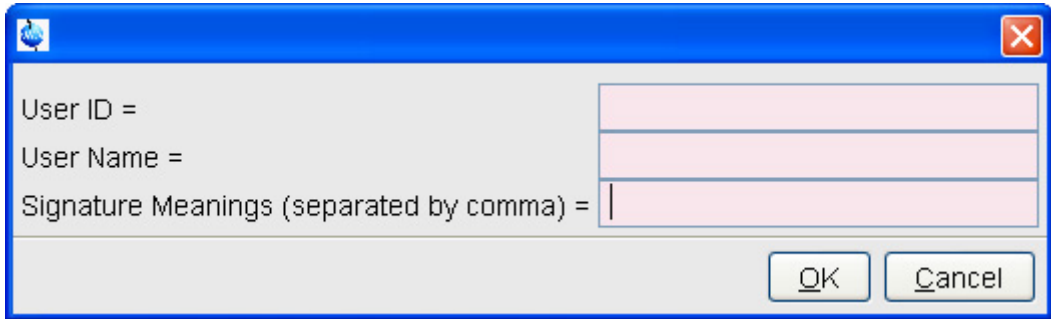 User ID =
User Name =
Signature Meanings (separated by comma) =
OK Cancel